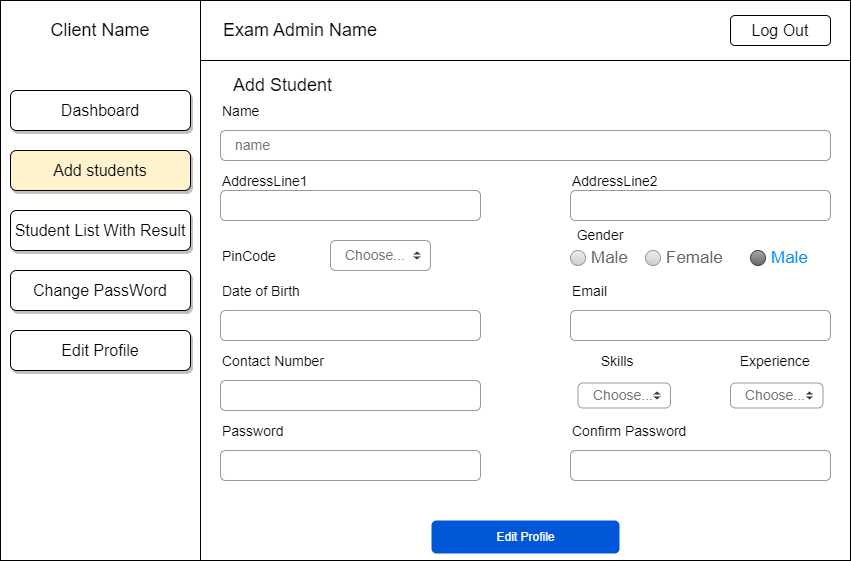 Client Name
Exam Admin Name
Log Out
Dashboard
Add students
Student List With Result
Change PassWord
Edit Profile
Add Student
Name
name
AddressLine1
AddressLine2
PinCode
Choose...
Gender
Male
Female
Male
Date of Birth
Email
Contact Number
Skills
Experience
Choose...
Choose...
Password
Confirm Password
Edit Profile